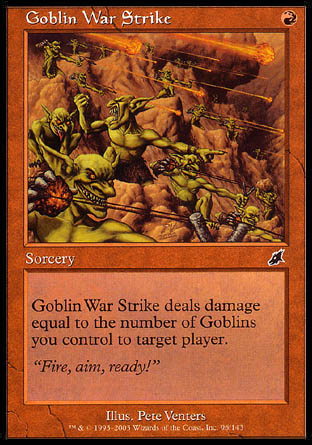 Goblin War Strike
Sorcery
Goblin War Strike deals damage
equal to the number of Goblins
you control to target player.
“Fire, aim, ready!”
Illus. Pete Venters
™ & © 1993-2003 Wizards of the Coast, Inc. 96/143